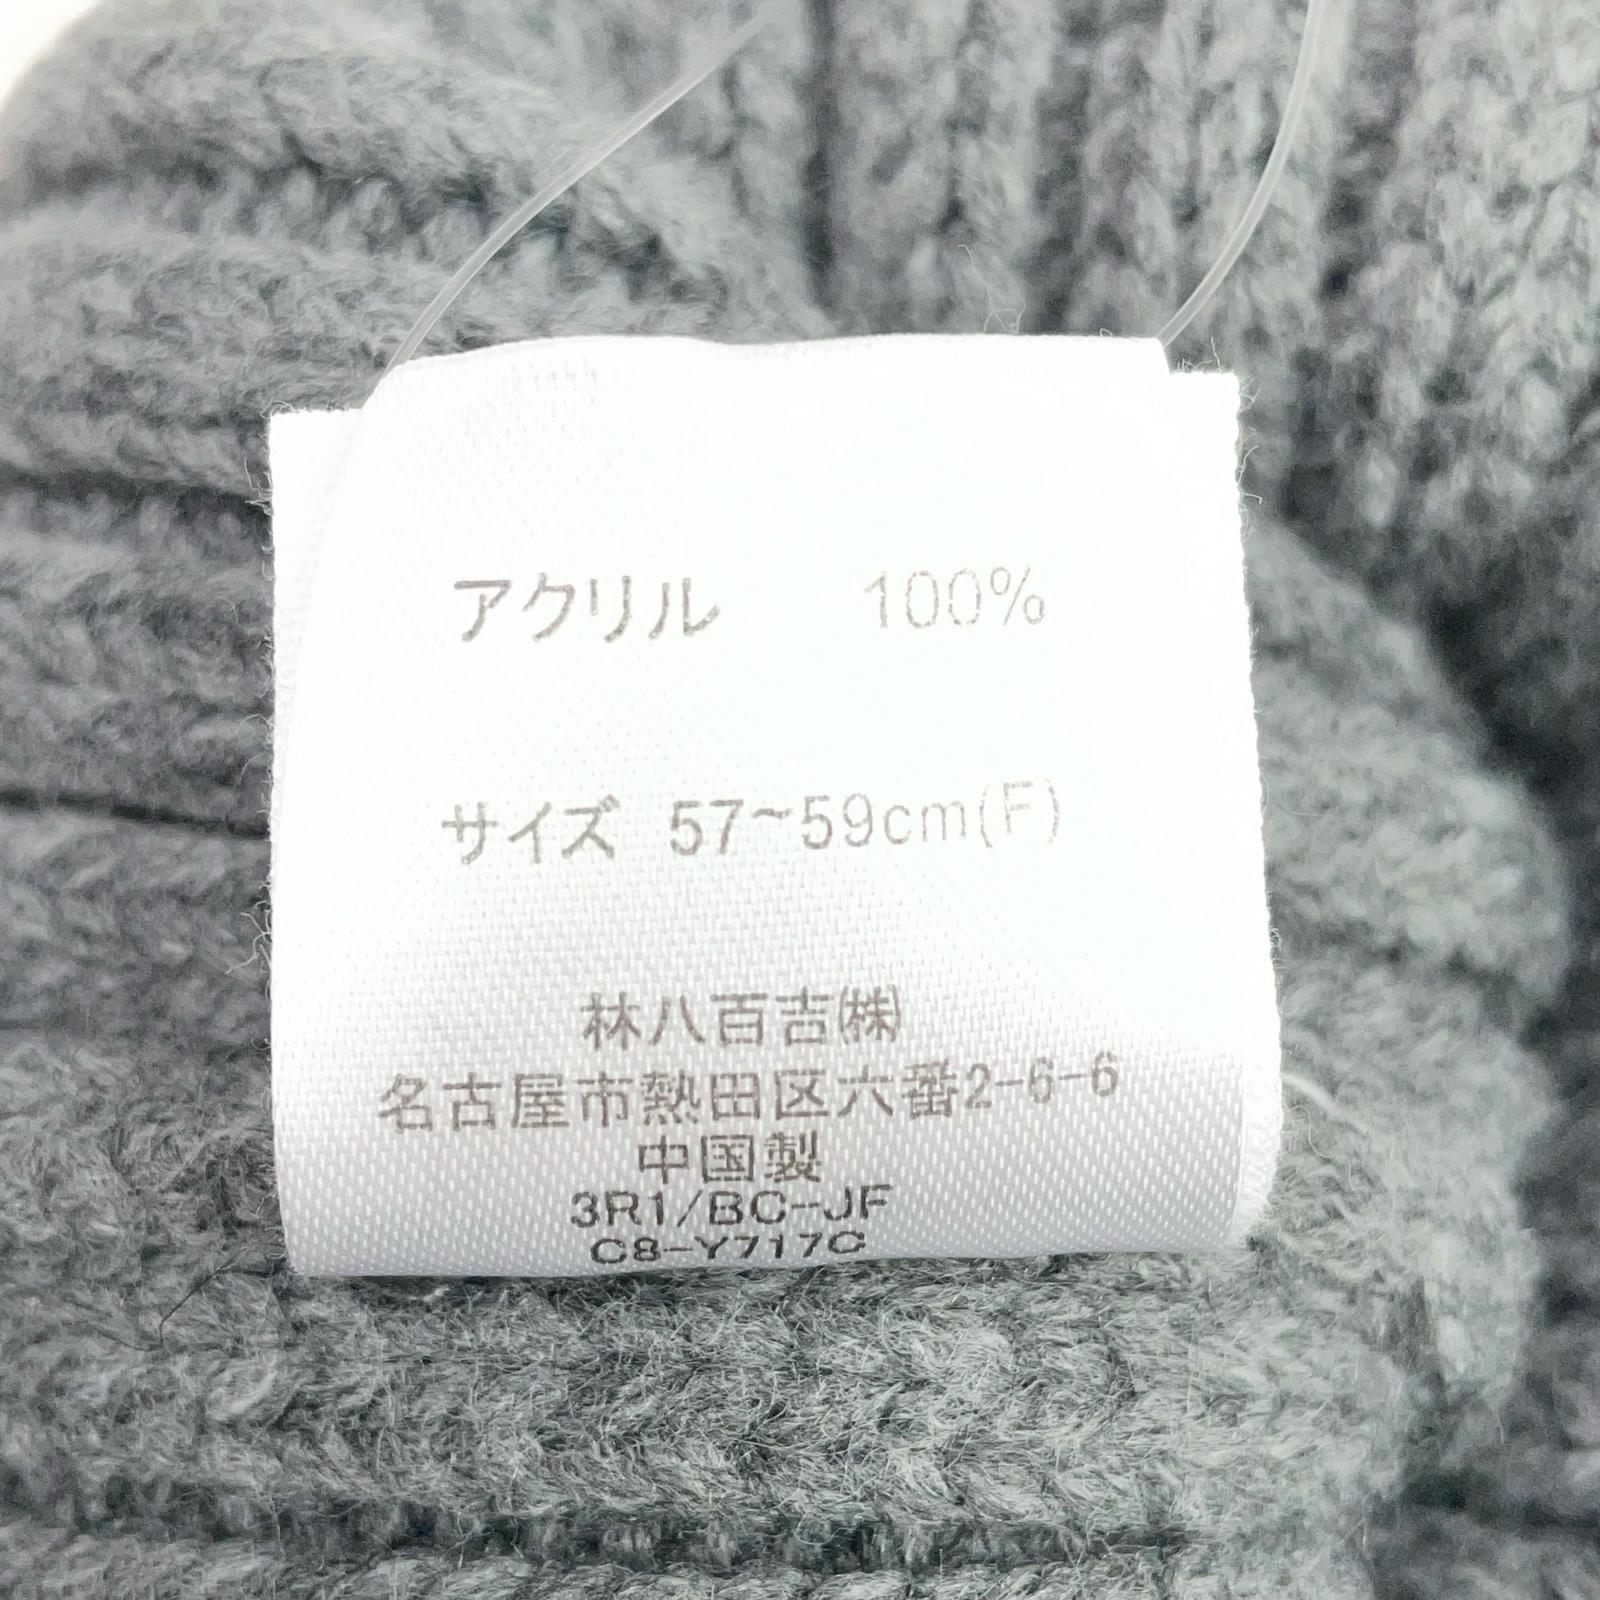 アクリル 100%
サイズ 57~59cm(F)
林八百吉㈱
名古屋市熱田区六番2-6-6
中国製
3R1/BC-JF
C8-Y717C